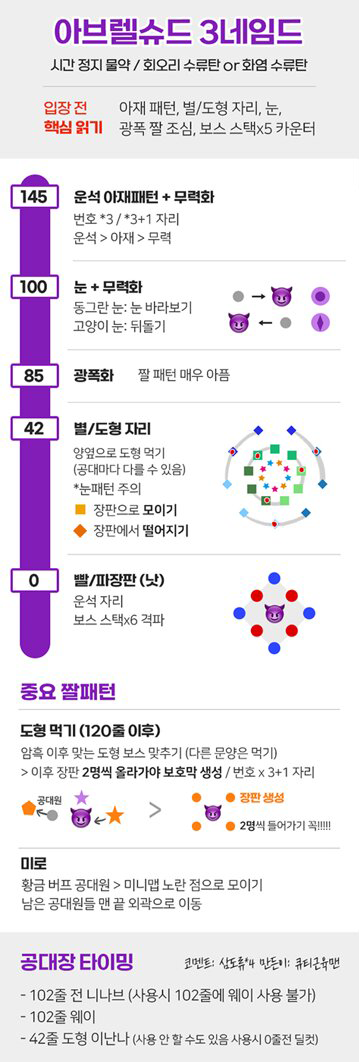 아브렐슈드 3네임드
시간 정지 물약 / 회오리 수류탄 or 화염 수류탄
입장 전 아재 패턴, 별/도형 자리, 눈,
핵심 읽기 광폭 짤 조심, 보스 스택x5 카운터
145 운석 아재패턴 + 무력화
번호 *3 / *3+1 자리
운석 > 아재 > 무력
100 눈 + 무력화
동그란 눈: 눈 바라보기
고양이 눈: 뒤돌기
85 광폭화 짤 패턴 매우 아픔
42 별/도형 자리
양옆으로 도형 먹기
(공대마다 다를 수 있음)
*눈패턴 주의
장판으로 모이기
장판에서 떨어지기
0 빨/파장판 (낫)
운석 자리
보스 스택x6 격파
중요 짤패턴
도형 먹기 (120줄 이후)
암흑 이후 맞는 도형 보스 맞추기 (다른 문양은 먹기)
> 이후 장판 2명씩 올라가야 보호막 생성 / 번호 x 3+1 자리
공대원
>
장판 생성
2명씩 들어가기 꼭!!!!!
미로
황금 버프 공대원 > 미니맵 노란 점으로 모이기
남은 공대원들 맨 끝 외곽으로 이동
공대장 타이밍 코멘트: 삼도류*4 만든이: 큐티근육맨
- 102줄 전 니나브 (사용시 102줄에 웨이 사용 불가)
- 102줄 웨이
- 42줄 도형 이난나 (사용 안 할 수도 있음 사용시 0줄전 딜컷)